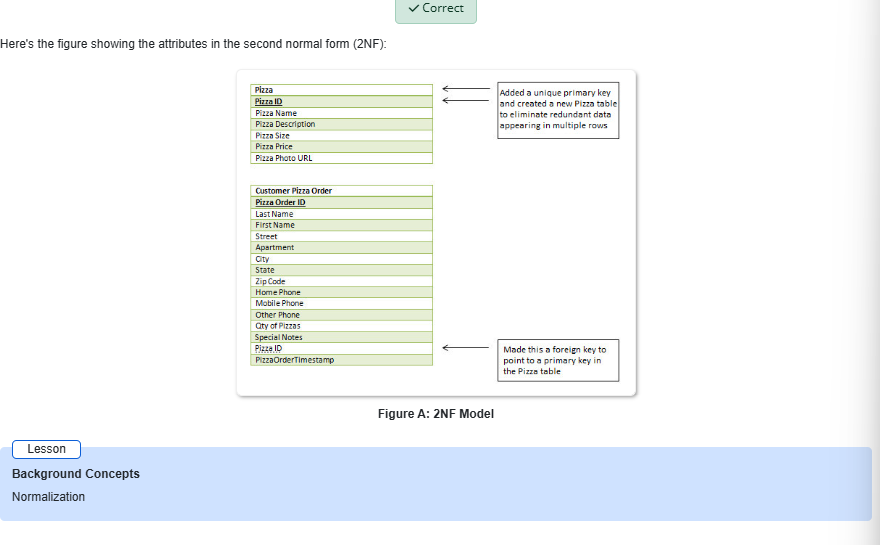 ✓ Correct
Here's the figure showing the attributes in the second normal form (2NF):
Pizza
Pizza ID
Pizza Name
Pizza Description
Pizza Size
Pizza Price
Pizza Photo URL
Added a unique primary key
and created a new Pizza table
to eliminate redundant data
appearing in multiple rows
Customer Pizza Order
Pizza Order ID
Last Name
First Name
Street
Apartment
City
State
Zip Code
Home Phone
Mobile Phone
Other Phone
Qty of Pizzas
Special Notes
Pizza ID
PizzaOrderTimestamp
Made this a foreign key to
point to a primary key in
the Pizza table
Figure A: 2NF Model
Lesson
Background Concepts
Normalization